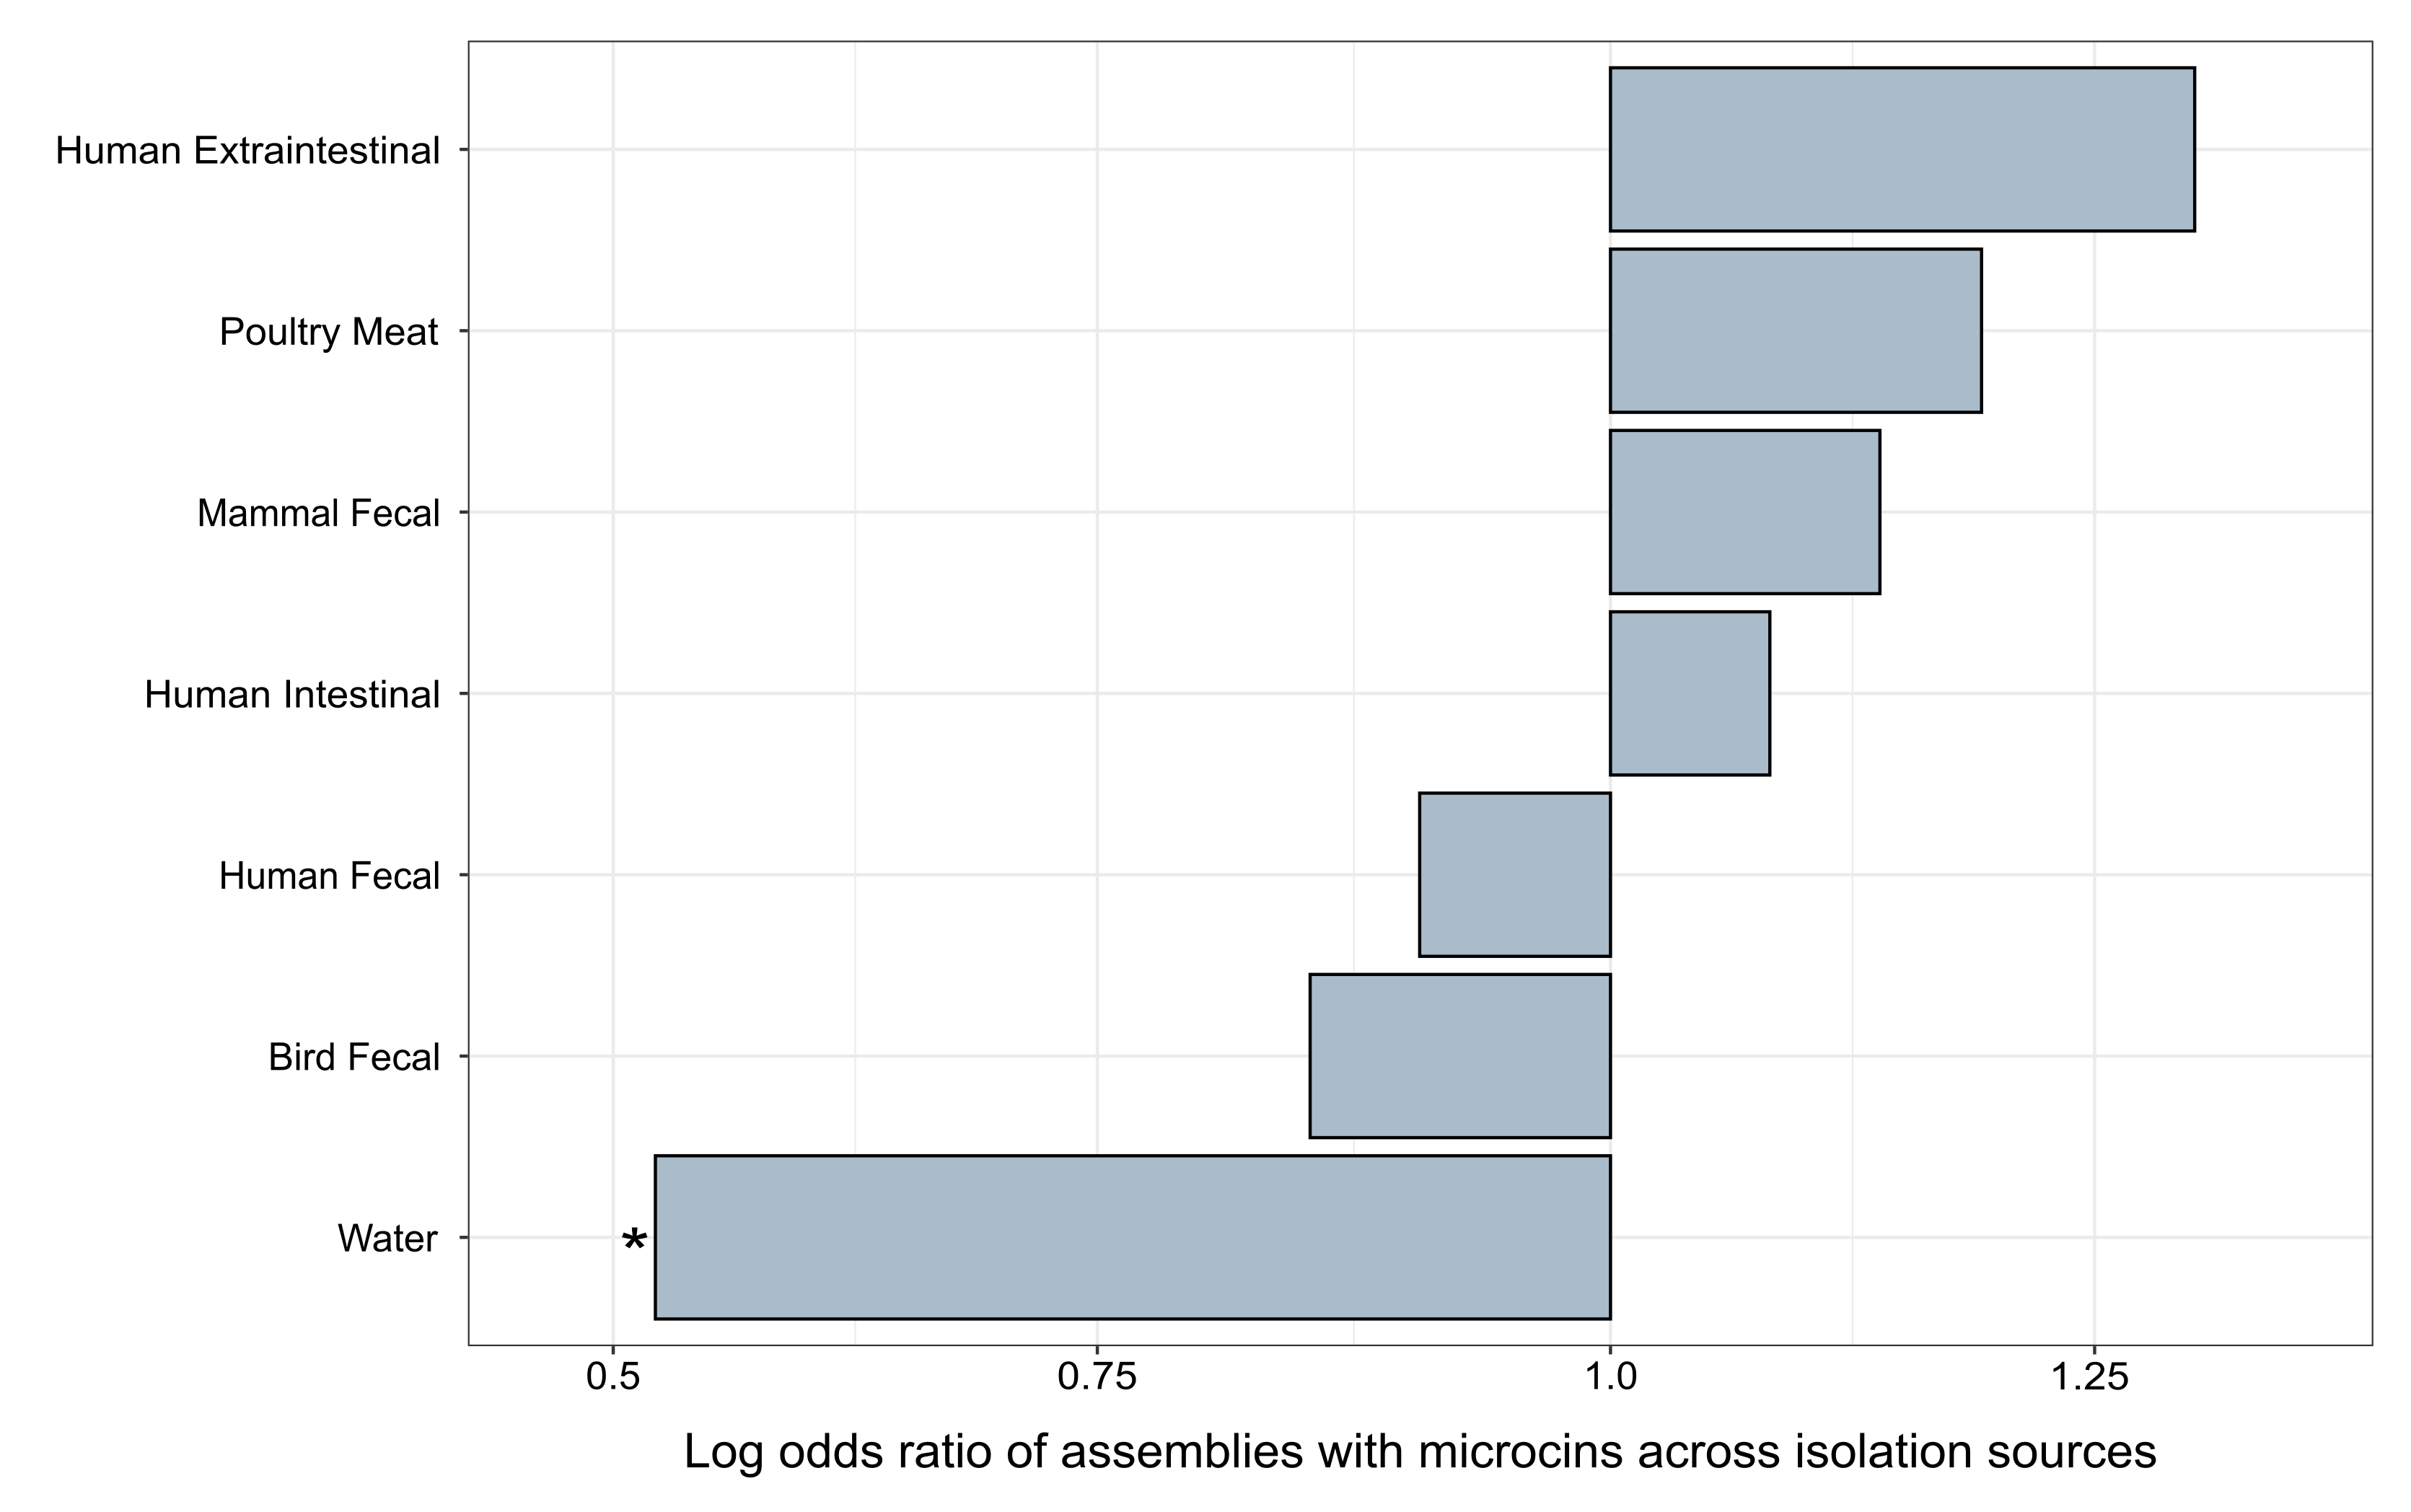 Human Extraintestinal
Poultry Meat
Mammal Fecal
Human Intestinal
Human Fecal
Bird Fecal
Water
*
0.5 0.75 1.0 1.25
Log odds ratio of assemblies with microcins across isolation sources